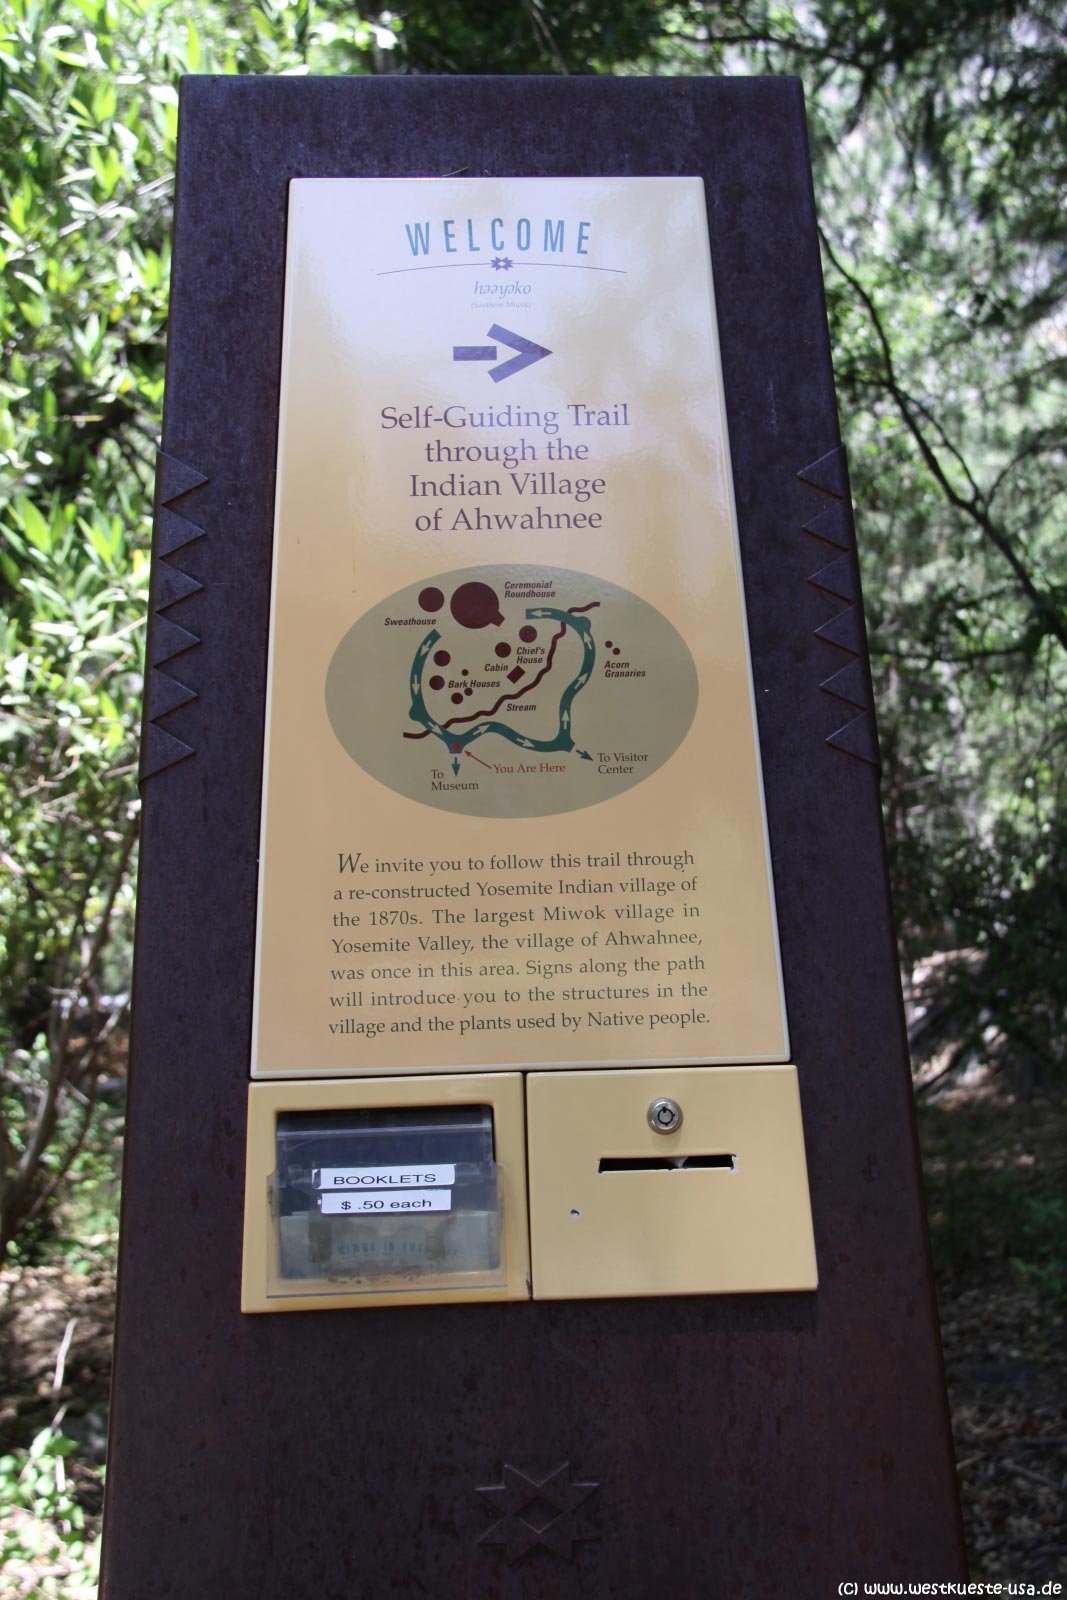 WELCOME
həəyəko
(Southern Miwok)
Self-Guiding Trail
through the
Indian Village
of Ahwahnee
Ceremonial
Roundhouse
Sweathouse
Chief's
House
Cabin
Acorn
Granaries
Bark Houses
Stream
To Visitor
Center
You Are Here
To
Museum
We invite you to follow this trail through
a re-constructed Yosemite Indian village of
the 1870s. The largest Miwok village in
Yosemite Valley, the village of Ahwahnee,
was once in this area. Signs along the path
will introduce you to the structures in the
village and the plants used by Native people.
BOOKLETS
$ .50 each
MIWOK IN
(c) www.westkueste-usa.de